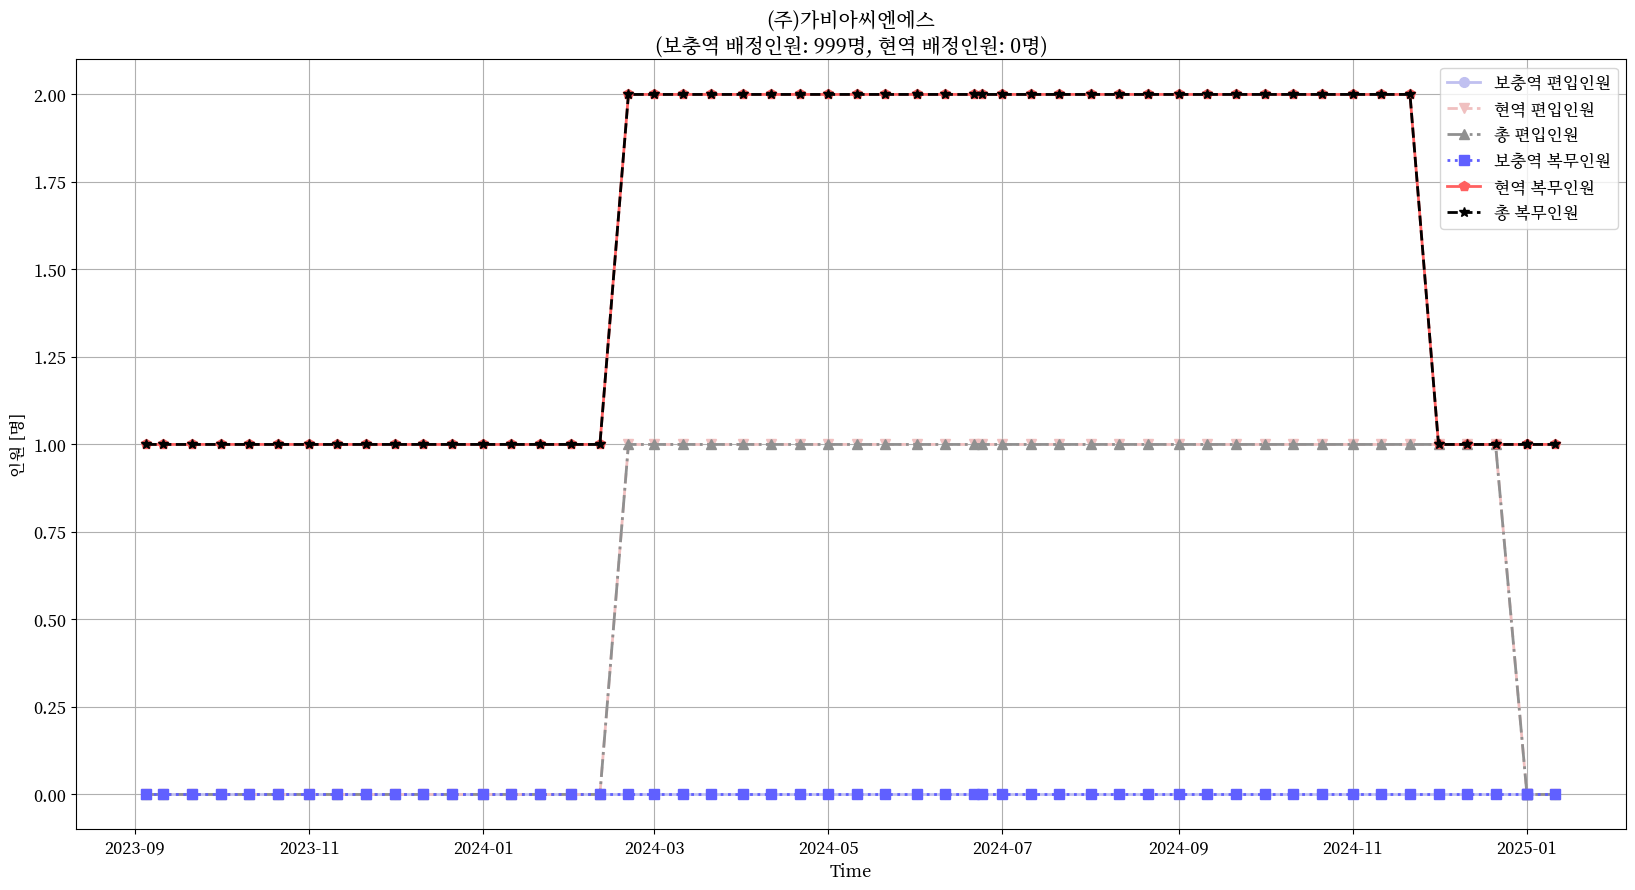 (주)가비아씨엔에스
(보충역 배정인원: 999명, 현역 배정인원: 0명)
보충역 편입인원
현역 편입인원
총 편입인원
보충역 복무인원
현역 복무인원
총 복무인원
인원 [명]
2.00
1.75
1.50
1.25
1.00
0.75
0.50
0.25
0.00
2023-09 2023-11 2024-01 2024-03 2024-05 2024-07 2024-09 2024-11 2025-01
Time